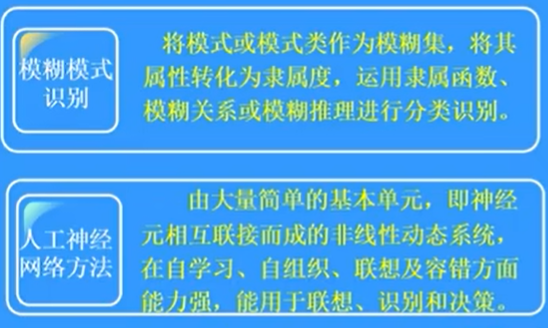 模糊模式
识别
将模式或模式类作为模糊集，将其
属性转化为隶属度，运用隶属函数、
模糊关系或模糊推理进行分类识别。
人工神经
网络方法
由大量简单的基本单元，即神经
元相互联接而成的非线性动态系统，
在自学习、自组织、联想及容错方面
能力强，能用于联想、识别和决策。